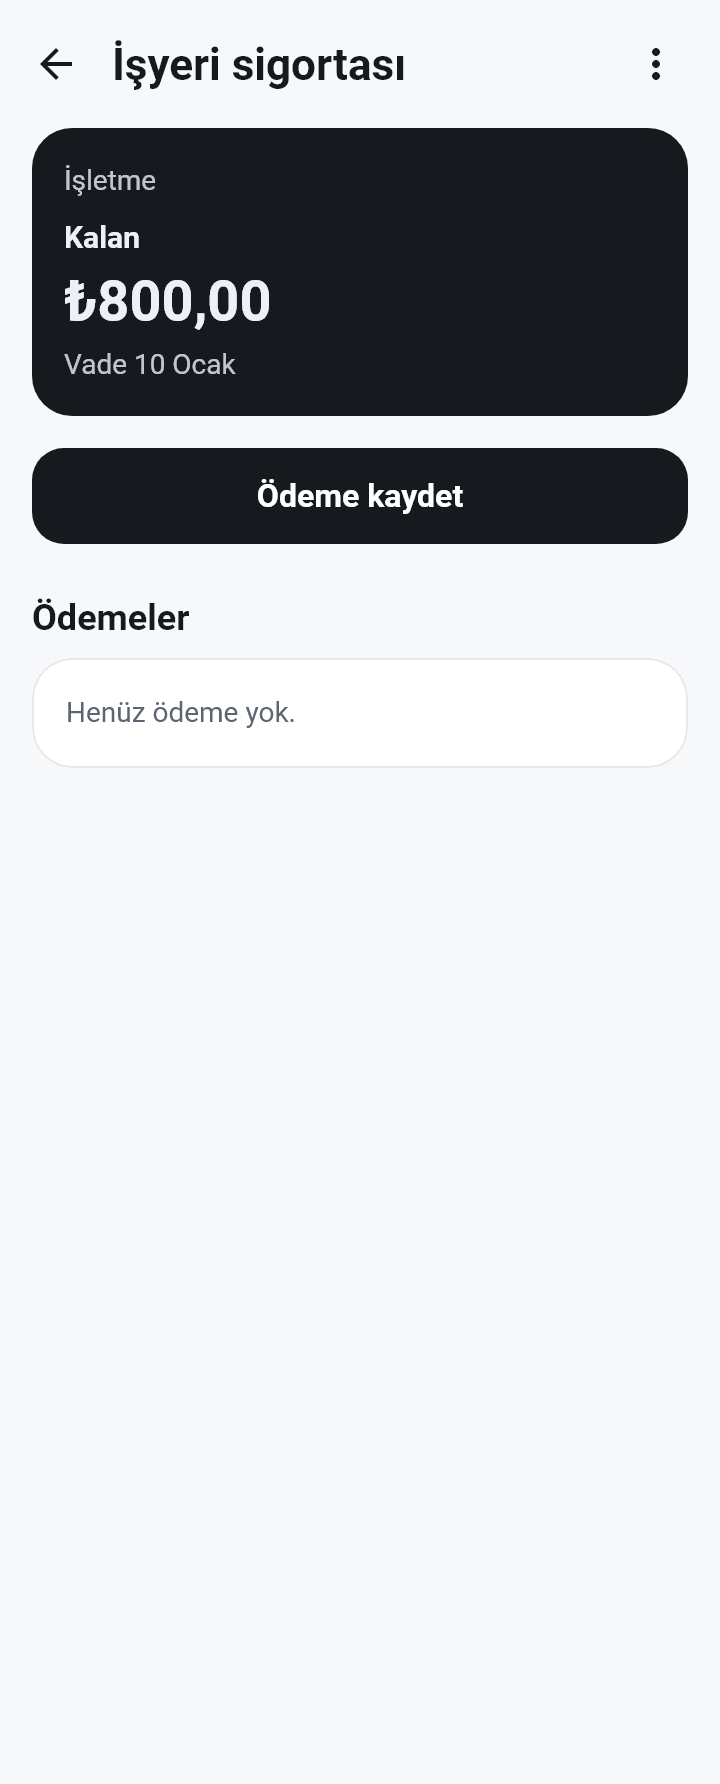 İşyeri sigortası
İşletme
Kalan
₺800,00
Vade 10 Ocak
Ödeme kaydet
Ödemeler
Henüz ödeme yok.